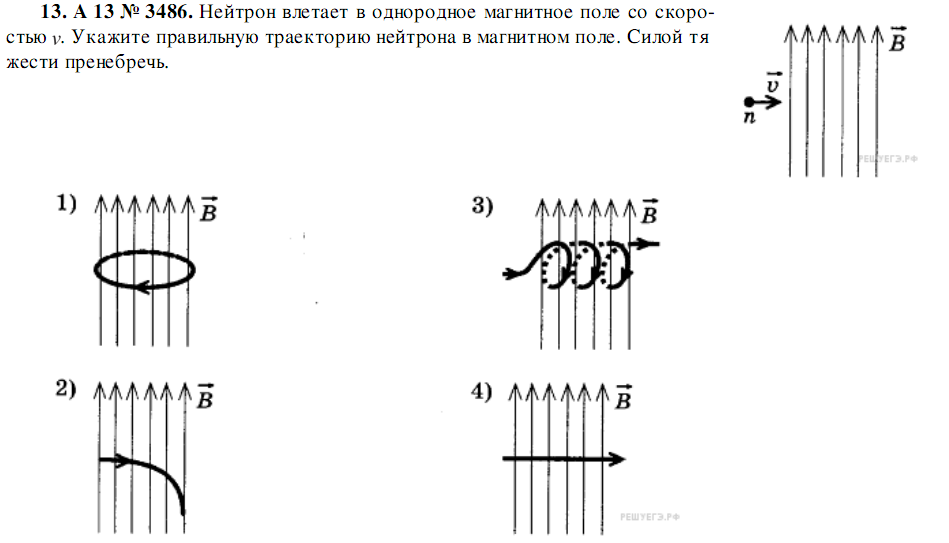 13. А 13 № 3486. Нейтрон влетает в однородное магнитное поле со скоро-
стью v. Укажите правильную траекторию нейтрона в магнитном поле. Силой тя
жести пренебречь.
B
v
n
РЕШУЕГЭ.РФ
1)
B
3)
B
2)
B
4)
B
РЕШУЕГЭ.РФ